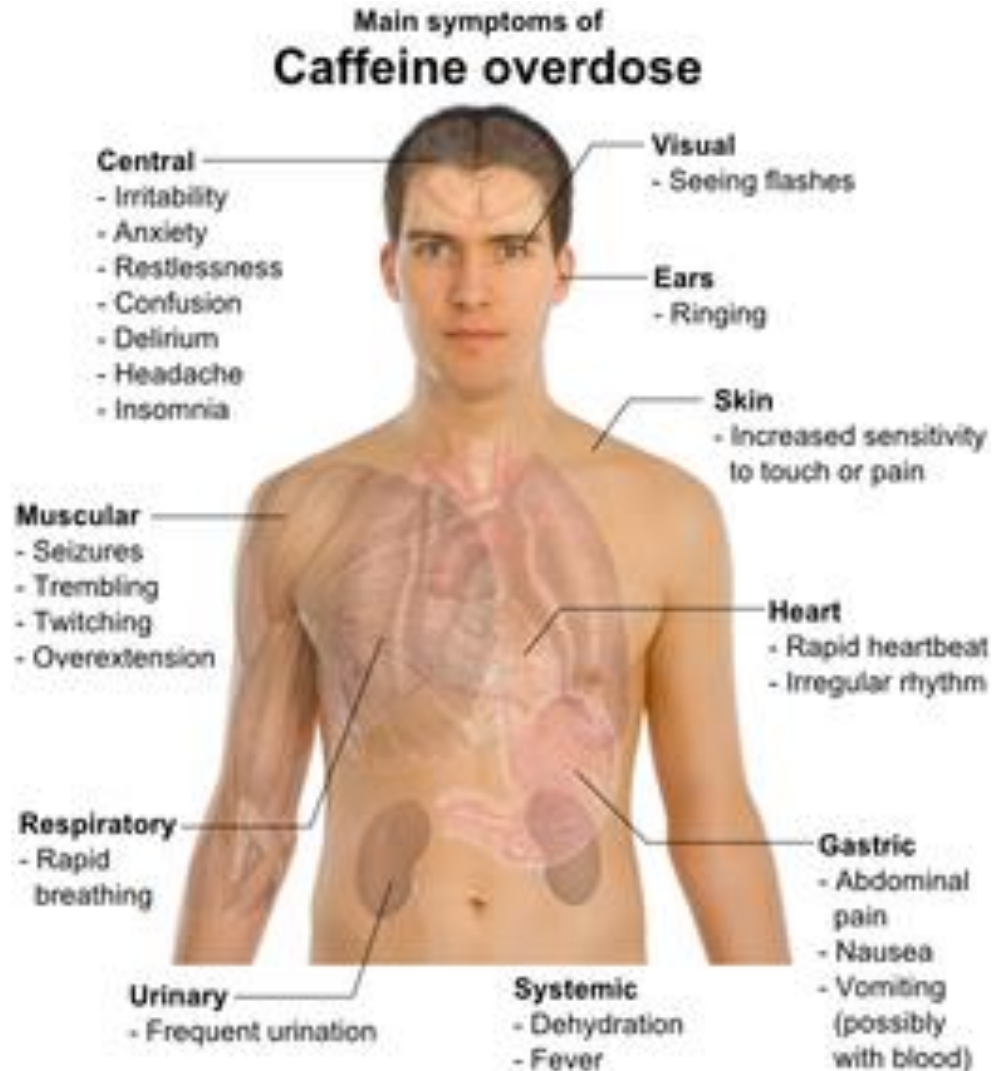 Main symptoms of
Caffeine overdose
Central
- Irritability
- Anxiety
- Restlessness
- Confusion
- Delirium
- Headache
- Insomnia
Visual
- Seeing flashes
Ears
- Ringing
Skin
- Increased sensitivity
to touch or pain
Muscular
- Seizures
- Trembling
- Twitching
- Overextension
Heart
- Rapid heartbeat
- Irregular rhythm
Respiratory
- Rapid
breathing
Gastric
- Abdominal
pain
- Nausea
- Vomiting
(possibly
with blood)
Urinary
- Frequent urination
Systemic
- Dehydration
- Fever